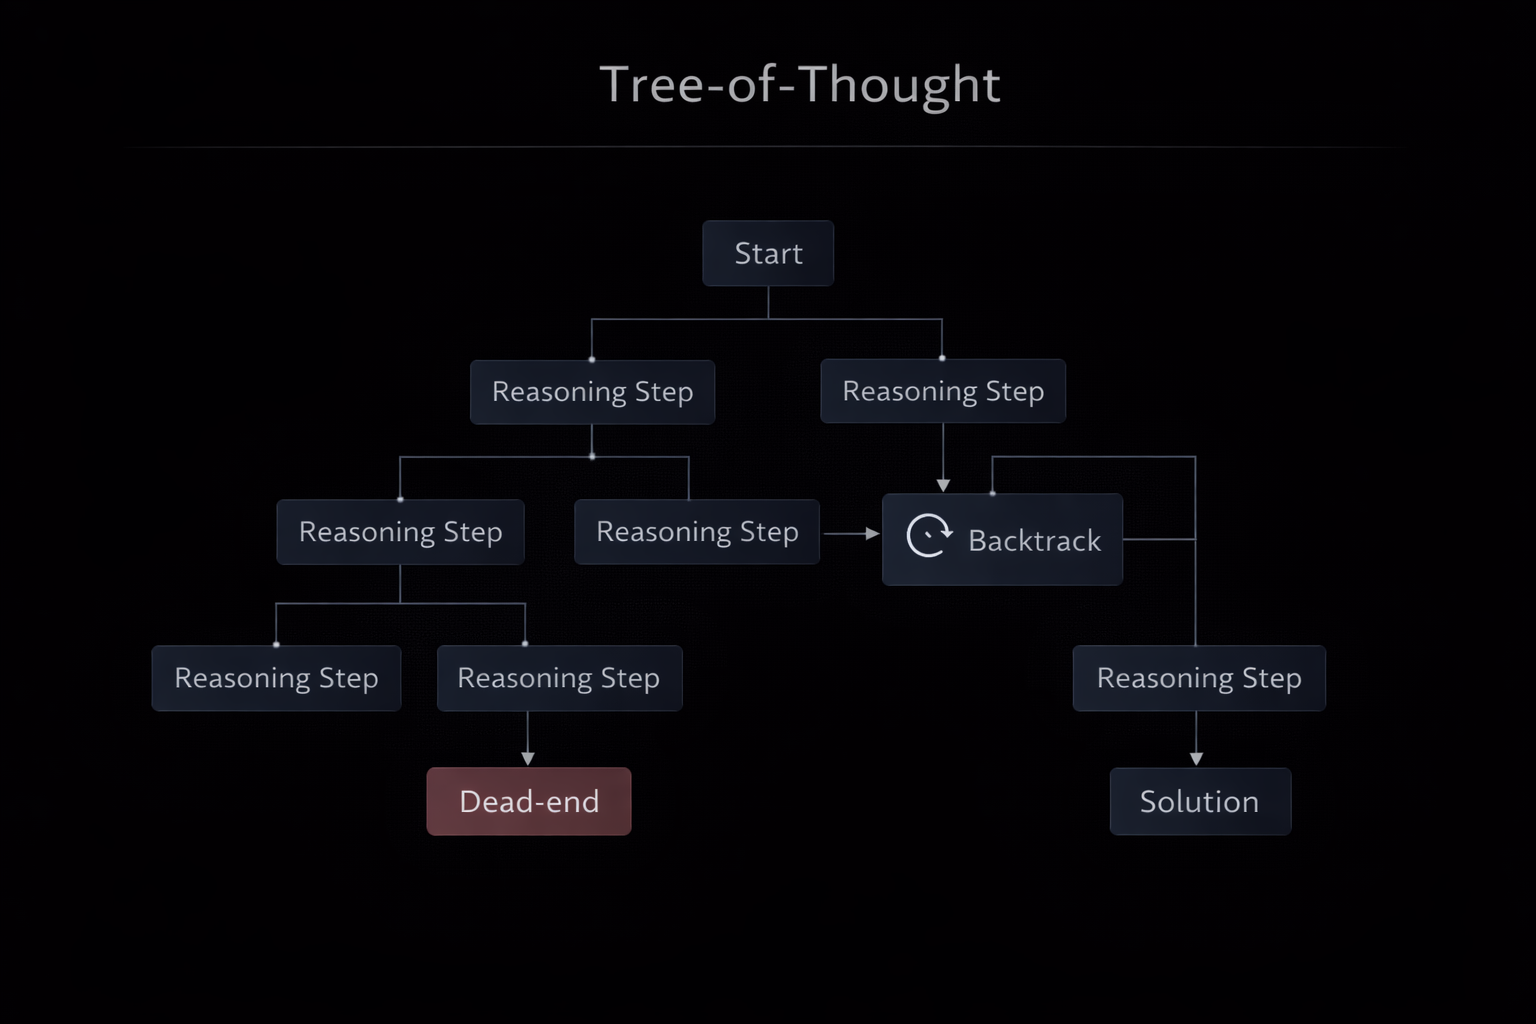 Tree-of-Thought
Start
Reasoning Step
Reasoning Step
Reasoning Step
Reasoning Step
Backtrack
Reasoning Step
Reasoning Step
Reasoning Step
Dead-end
Solution